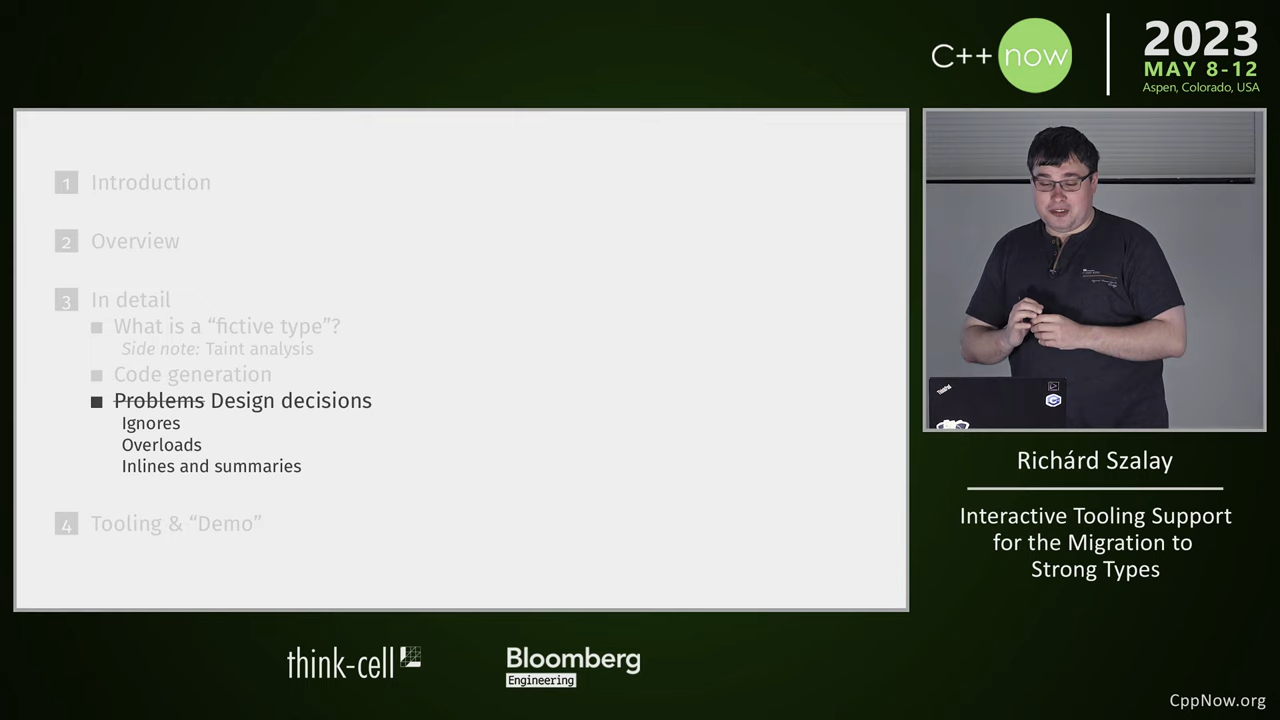 C++ now
2023
MAY 8-12
Aspen, Colorado, USA
1 Introduction
2 Overview
3 In detail
What is a “fictive type”?
Side note: Taint analysis
Code generation
Problems Design decisions
Ignores
Overloads
Inlines and summaries
4 Tooling & “Demo”
Richárd Szalay
Interactive Tooling Support
for the Migration to
Strong Types
think-cell
Bloomberg
Engineering
CppNow.org